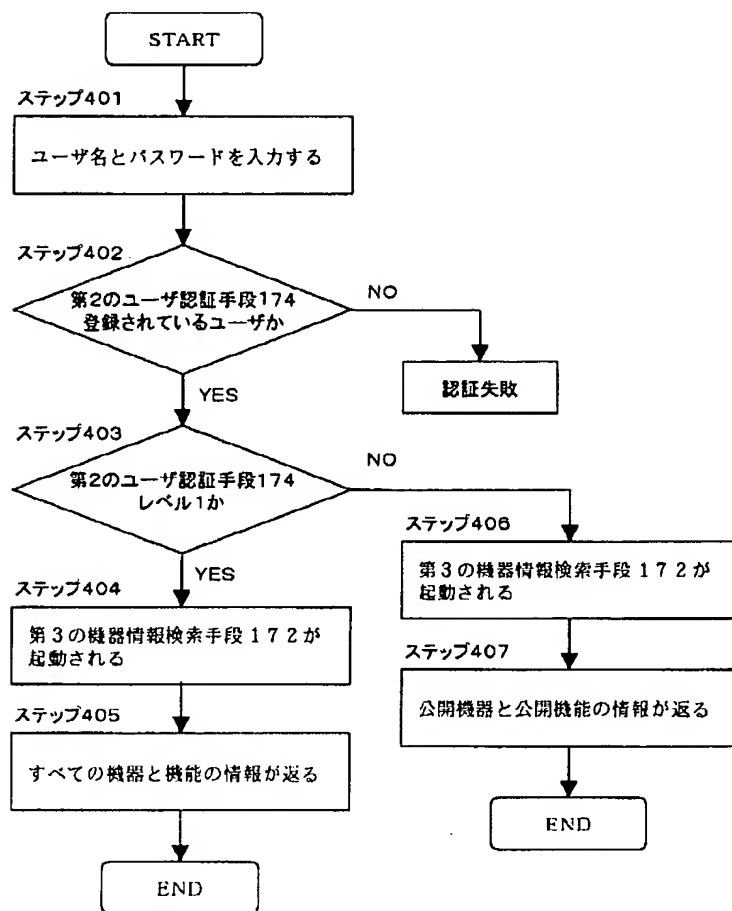 START
ステップ401
ユーザ名とパスワードを入力する
ステップ402
第2のユーザ認証手段174
登録されているユーザか
NO
認証失敗
YES
ステップ403
第2のユーザ認証手段174
レベル1か
NO
YES
ステップ404
第3の機器情報検索手段172が
起動される
ステップ405
すべての機器と機能の情報が返る
END
ステップ406
第3の機器情報検索手段172が
起動される
ステップ407
公開機器と公開機能の情報が返る
END